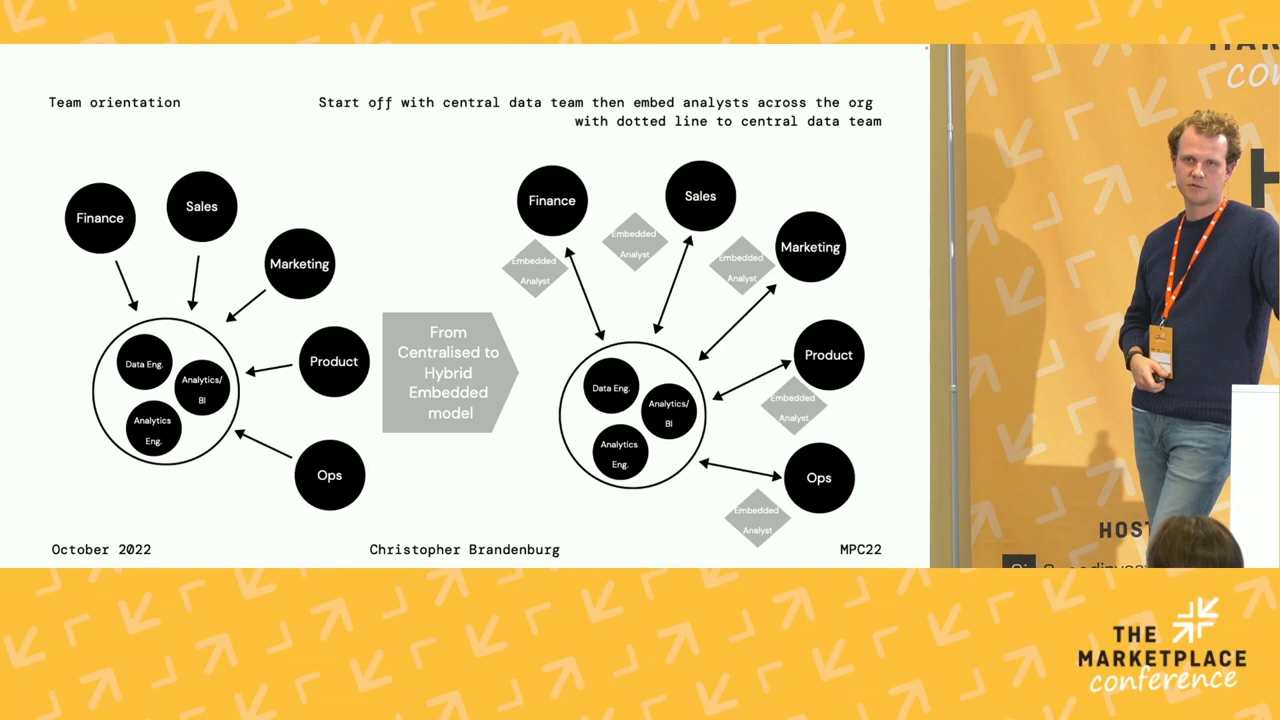 Team orientation
Start off with central data team then embed analysts across the org
with dotted line to central data team
Finance
Sales
Marketing
Product
Ops
Data Eng.
Analytics/
BI
Analytics
Eng.
From
Centralised to
Hybrid
Embedded
model
Finance
Sales
Marketing
Product
Ops
Embedded
Analyst
Embedded
Embedded
Analyst
Embedded
Analyst
Embedded
Analyst
Data Eng.
Analytics/
BI
Analytics
Eng.
October 2022
Christopher Brandenburg
MPC22
HOST
THE
MARKETPLACE
conference